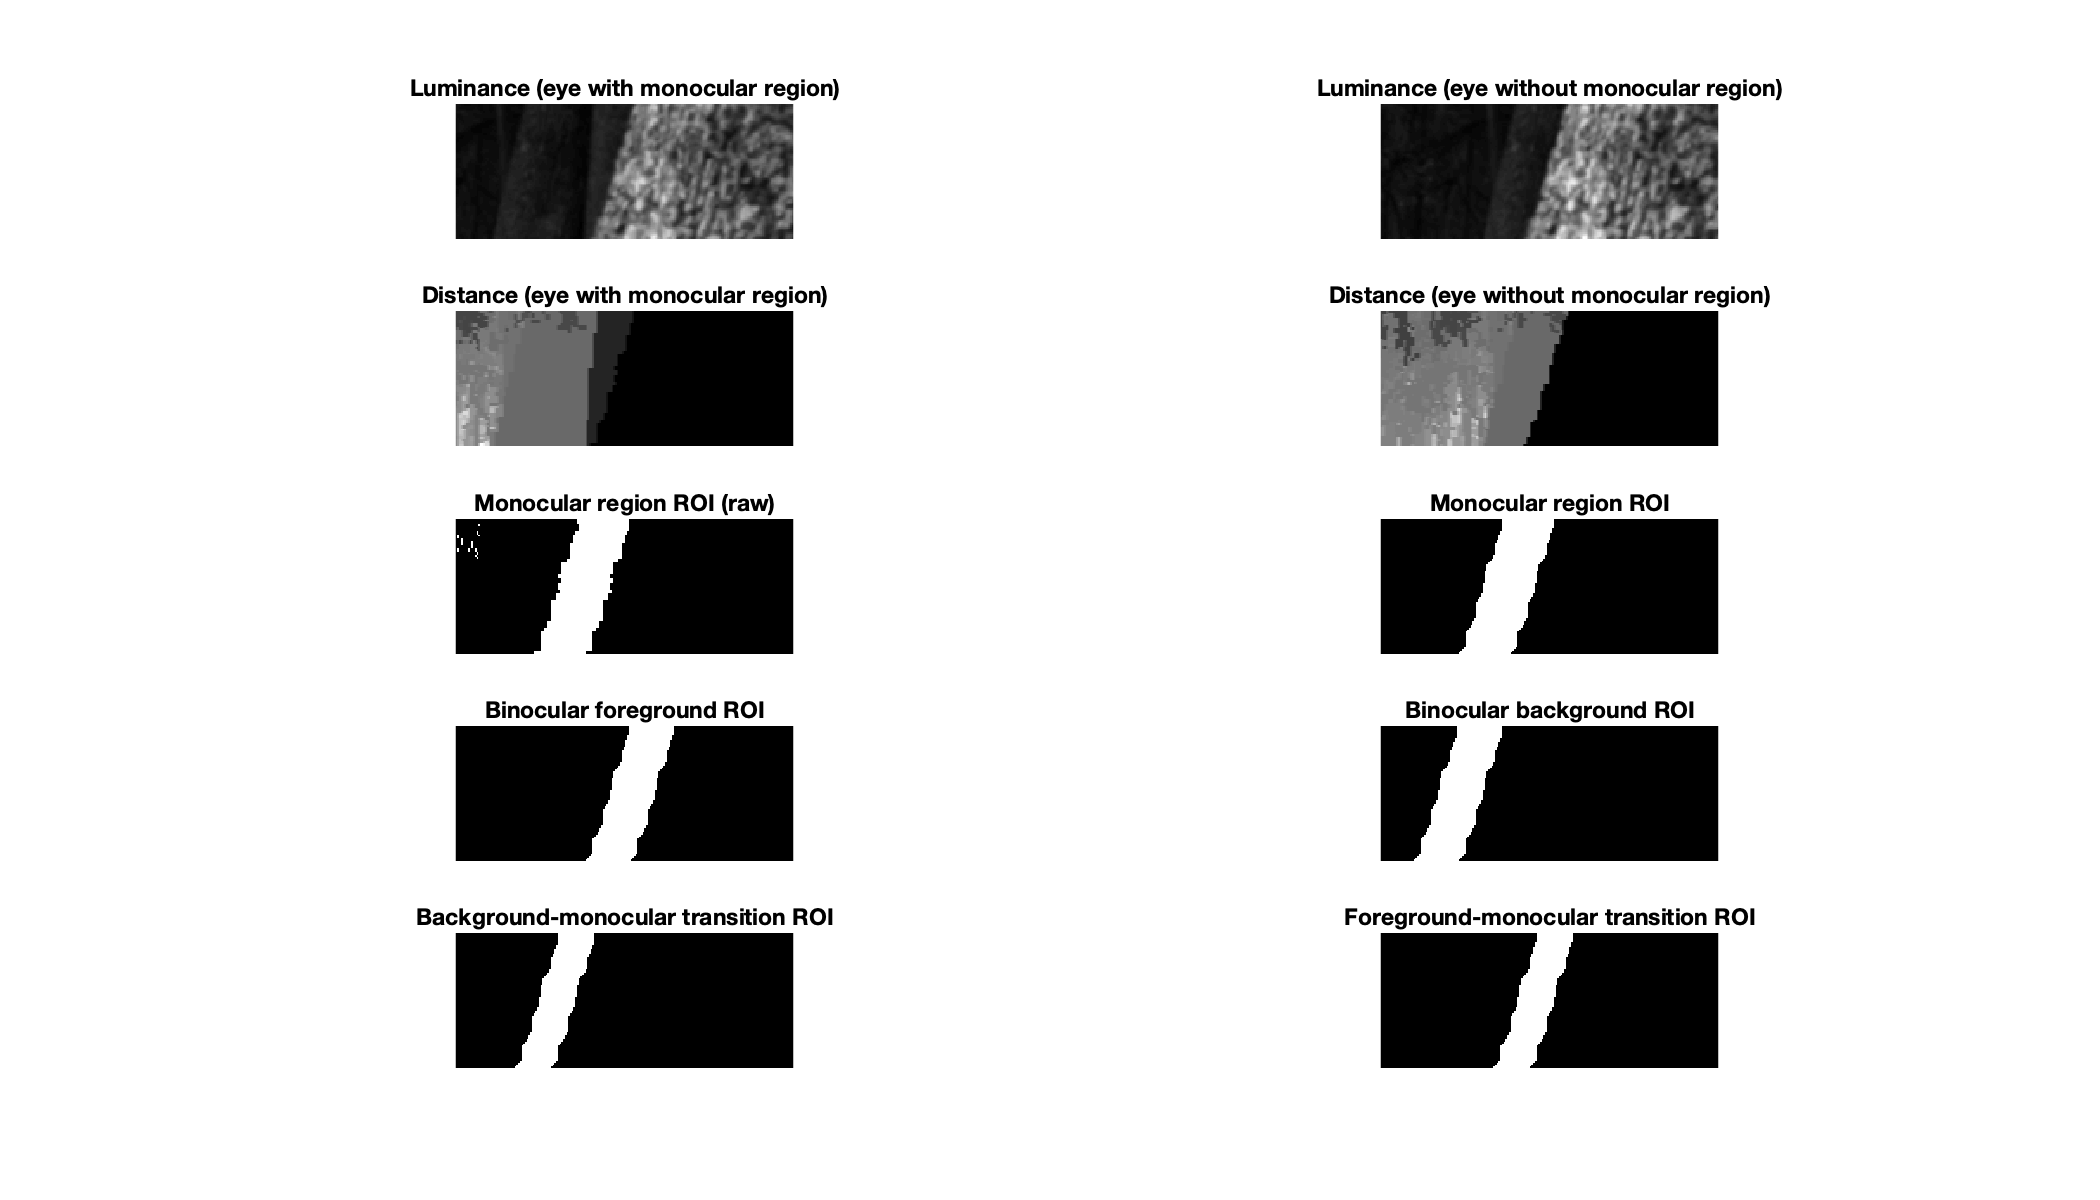 Luminance (eye with monocular region)
Luminance (eye without monocular region)
Distance (eye with monocular region)
Distance (eye without monocular region)
Monocular region ROI (raw)
Monocular region ROI
Binocular foreground ROI
Binocular background ROI
Background-monocular transition ROI
Foreground-monocular transition ROI